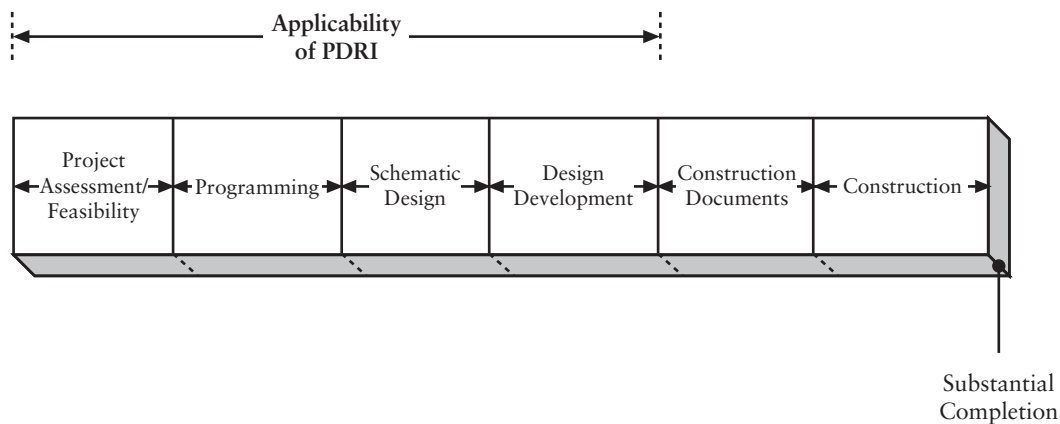 Applicability
of PDRI
Project
Assessment/
Feasibility
Programming
Schematic
Design
Design
Development
Construction
Documents
Construction
Substantial
Completion